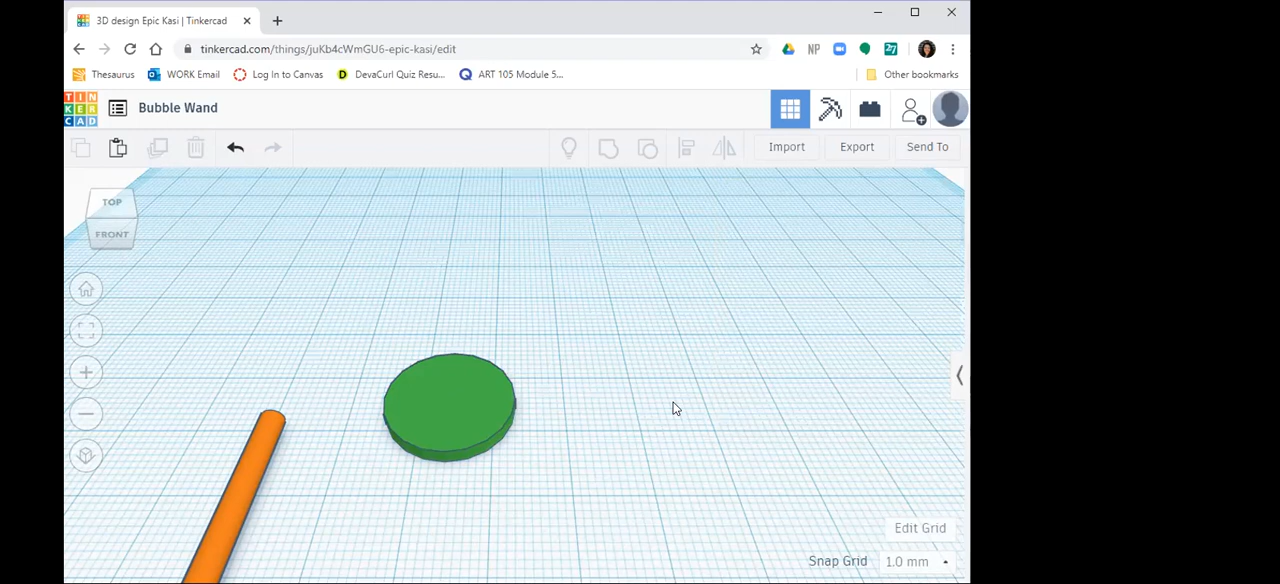 3D design Epic Kasi | Tinkercad
tinkercad.com/things/juKb4cWmGU6-epic-kasi/edit
NP
27
Thesaurus
WORK Email
Log In to Canvas
D
DevaCurl Quiz Resu...
Q
ART 105 Module 5...
Other bookmarks
TIN
KER
CAD
Bubble Wand
Import
Export
Send To
TOP
FRONT
Edit Grid
Snap Grid
1.0 mm